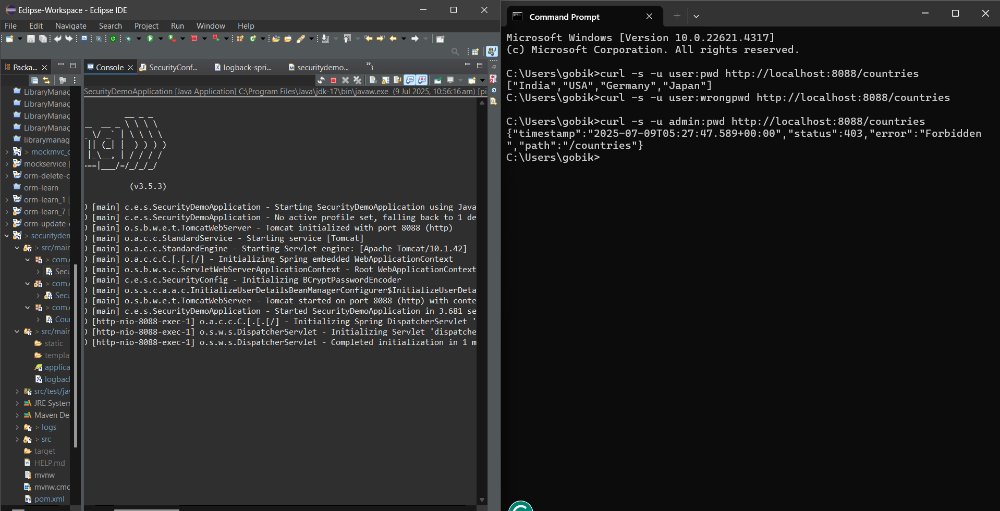 Eclipse-Workspace - Eclipse IDE
File Edit Navigate Search Project Run Window Help
Packa...
Console
SecurityConf...
logback-spri...
securitydemo...
»3
SecurityDemoApplication [Java Application] C:\Program Files\Java\jdk-17\bin\javaw.exe (9 Jul 2025, 10:56:16 am) [pi
LibraryManag
LibraryManag
LibraryManag
LibraryManag
librarymanag
> mockmvc_c
mockservice [
orm-delete-c
orm-learn
orm-learn_1 [
orm-learn_7 [
orm-update-
> securityden
> src/main
> com.
Secu
> com.
Secu
> com.
Cour
> src/main
static
templa
applica
logback
src/test/jav
JRE System
Maven De
> logs
> src
target
HELP.md
mvnw
mvnw.cmd
pom.xml
(v3.5.3)
[main] c.e.s.SecurityDemoApplication - Starting SecurityDemoApplication using Java
[main] c.e.s.SecurityDemoApplication - No active profile set, falling back to 1 de
[main] o.s.b.w.e.t.TomcatWebServer - Tomcat initialized with port 8088 (http)
[main] o.a.c.c.StandardService - Starting service [Tomcat]
[main] o.a.c.c.StandardEngine - Starting Servlet engine: [Apache Tomcat/10.1.42]
[main] o.a.c.c.C.[.[.[/] - Initializing Spring embedded WebApplicationContext
[main] o.s.b.w.s.c.ServletWebServerApplicationContext - Root WebApplicationContext
[main] c.e.s.c.SecurityConfig - Initializing BCryptPasswordEncoder
[main] o.s.s.c.a.a.c.InitializeUserDetailsBeanManagerConfigurer$InitializeUserDeta
[main] o.s.b.w.e.t.TomcatWebServer - Tomcat started on port 8088 (http) with conte
[main] c.e.s.SecurityDemoApplication - Started SecurityDemoApplication in 3.681 se
[http-nio-8088-exec-1] o.a.c.c.C.[.[.[/] - Initializing Spring DispatcherServlet '
[http-nio-8088-exec-1] o.s.w.s.DispatcherServlet - Initializing Servlet 'dispatche
[http-nio-8088-exec-1] o.s.w.s.DispatcherServlet - Completed initialization in 1 m
Command Prompt
Microsoft Windows [Version 10.0.22621.4317]
(c) Microsoft Corporation. All rights reserved.
C:\Users\gobik>curl -s -u user:pwd http://localhost:8088/countries
["India","USA","Germany","Japan"]
C:\Users\gobik>curl -s -u user:wrongpwd http://localhost:8088/countries
C:\Users\gobik>curl -s -u admin:pwd http://localhost:8088/countries
{"timestamp":"2025-07-09T05:27:47.589+00:00","status":403,"error":"Forbidden
","path":"/countries"}
C:\Users\gobik>